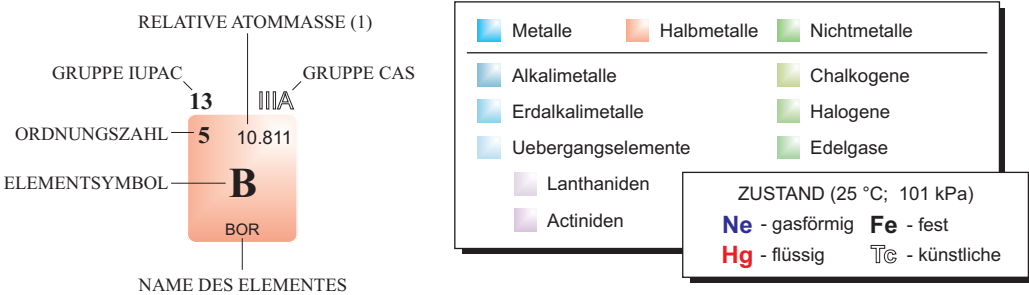 RELATIVE ATOMMASSE (1)
GRUPPE IUPAC
GRUPPE CAS
13
IIIA
ORDNUNGSZAHL
5
10.811
ELEMENTSYMBOL
B
BOR
NAME DES ELEMENTES
Metalle
Halbmetalle
Nichtmetalle
Alkalimetalle
Chalkogene
Erdalkalimetalle
Halogene
Uebergangselemente
Edelgase
Lanthaniden
Actiniden
ZUSTAND (25 °C; 101 kPa)
Ne - gasförmig
Fe - fest
Hg - flüssig
Tc - künstliche